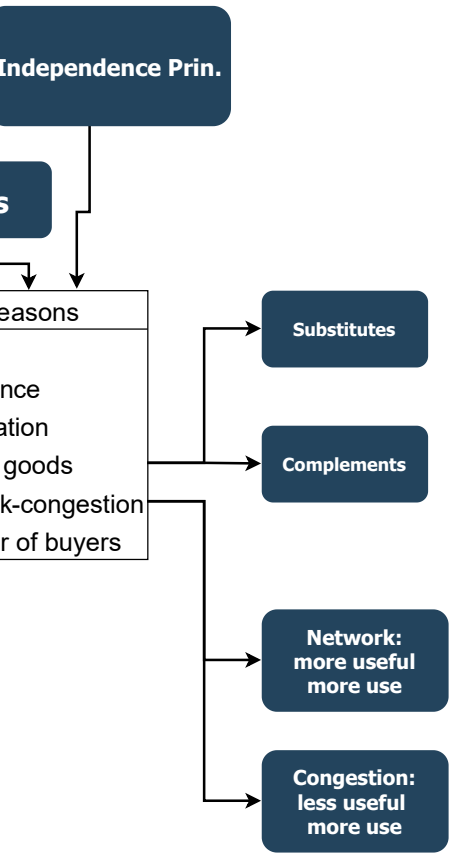 Independence Prin.
s
easons
nce
ation
goods
k-congestion
r of buyers
Substitutes
Complements
Network:
more useful
more use
Congestion:
less useful
more use